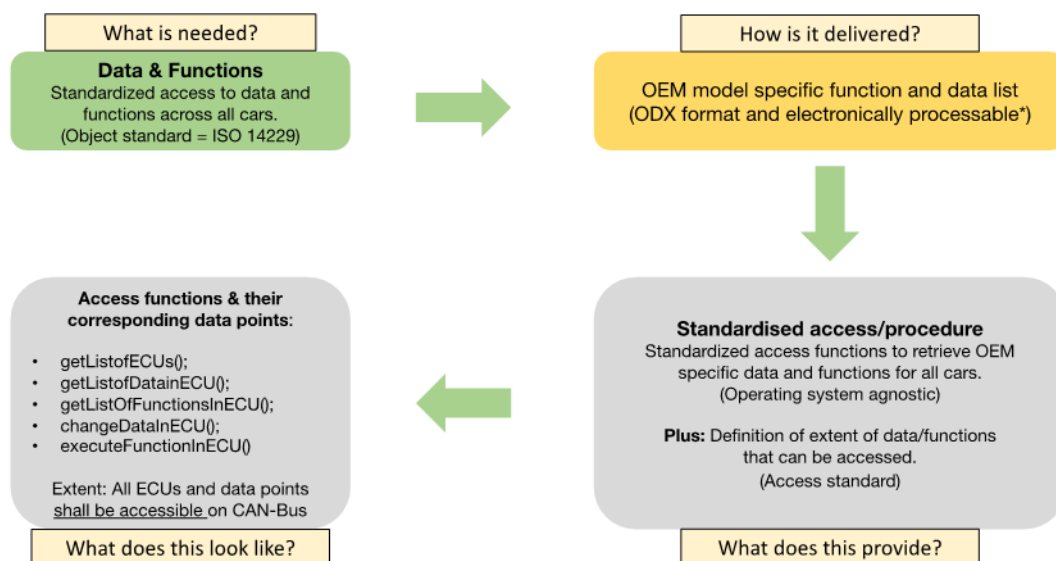 What is needed?
Data & Functions
Standardized access to data and
functions across all cars.
(Object standard = ISO 14229)
How is it delivered?
OEM model specific function and data list
(ODX format and electronically processable*)
Standardised access/procedure
Standardized access functions to retrieve OEM
specific data and functions for all cars.
(Operating system agnostic)
Plus: Definition of extent of data/functions
that can be accessed.
(Access standard)
What does this provide?
Access functions & their
corresponding data points:
• getListofECUs();
• getListofDatainECU();
• getListOfFunctionsInECU();
• changeDataInECU();
• executeFunctionInECU()
Extent: All ECUs and data points
shall be accessible on CAN-Bus
What does this look like?